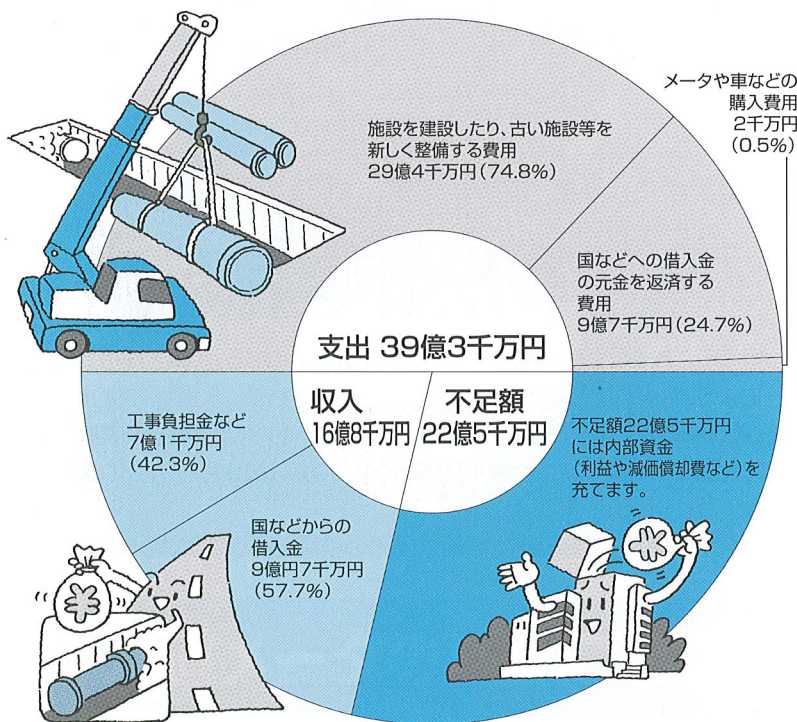 メータや車などの
購入費用
2千万円
(0.5%)
施設を建設したり、古い施設等を
新しく整備する費用
29億4千万円(74.8%)
国などへの借入金
の元金を返済する
費用
9億7千万円(24.7%)
支出 39億3千万円
収入
16億8千万円
不足額
22億5千万円
工事負担金など
7億1千万円
(42.3%)
国などからの
借入金
9億円7千万円
(57.7%)
不足額22億5千万円
には内部資金
(利益や減価償却費など)を
充てます。
¥
¥